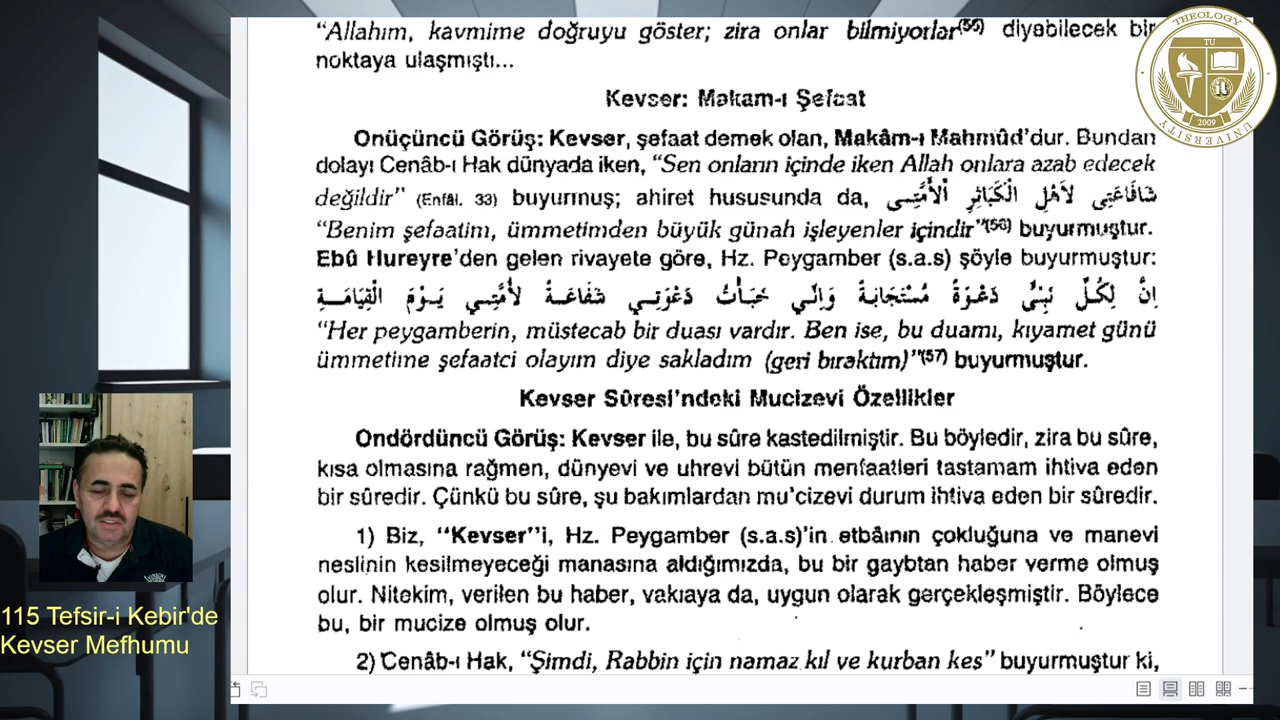 "Allahım, kavmime doğruyu göster; zira onlar bilmiyorlar(55) diyebilecek bir
noktaya ulaşmıştı...
Kevser: Makam-ı Şefaat
Onüçüncü Görüş: Kevser, şefaat demek olan, Makâm-ı Mahmûd'dur. Bundan
dolayı Cenâb-ı Hak dünyada iken, "Sen onların içinde iken Allah onlara azab edecek
değildir" (Enfâl. 33) buyurmuş; ahiret hususunda da, شَافَاعَتِى لِاَهْلِ الْكَبَائِرِ اْلاُمَّتِى
"Benim şefaatim, ümmetimden büyük günah işleyenler içindir"(56) buyurmuştur.
Ebû Hureyre'den gelen rivayete göre, Hz. Peygamber (s.a.s) şöyle buyurmuştur:
اِنَّ لِكُلِّ نَبِىٍّ دَعْوَةً مُسْتَجَابَةً وَاِنّي خَبَاْتُ دَعْوَتي شَفَاعَةً لِاُمَّتي يَوْمَ الْقِيَامَةِ
"Her peygamberin, müstecab bir duası vardır. Ben ise, bu duamı, kıyamet günü
ümmetime şefaatci olayım diye sakladım (geri bıraktım)"(57) buyurmuştur.
Kevser Sûresi'ndeki Mucizevi Özellikler
Ondördüncü Görüş: Kevser ile, bu sûre kastedilmiştir. Bu böyledir, zira bu sûre,
kısa olmasına rağmen, dünyevi ve uhrevi bütün menfaatleri tastamam ihtiva eden
bir sûredir. Çünkü bu sûre, şu bakımlardan mu'cizevi durum ihtiva eden bir sûredir.
1) Biz, "Kevser"i, Hz. Peygamber (s.a.s)'in etbâının çokluğuna ve manevi
neslinin kesilmeyeceği manasına aldığımızda, bu bir gaybtan haber verme olmuş
olur. Nitekim, verilen bu haber, vakıaya da, uygun olarak gerçekleşmiştir. Böylece
bu, bir mucize olmuş olur.
2) Cenâb-ı Hak, "Şimdi, Rabbin için namaz kıl ve kurban kes" buyurmuştur ki,
115 Tefsir-i Kebir'de
Kevser Mefhumu
THEOLOGY
TU
2009
UNIVERSITY